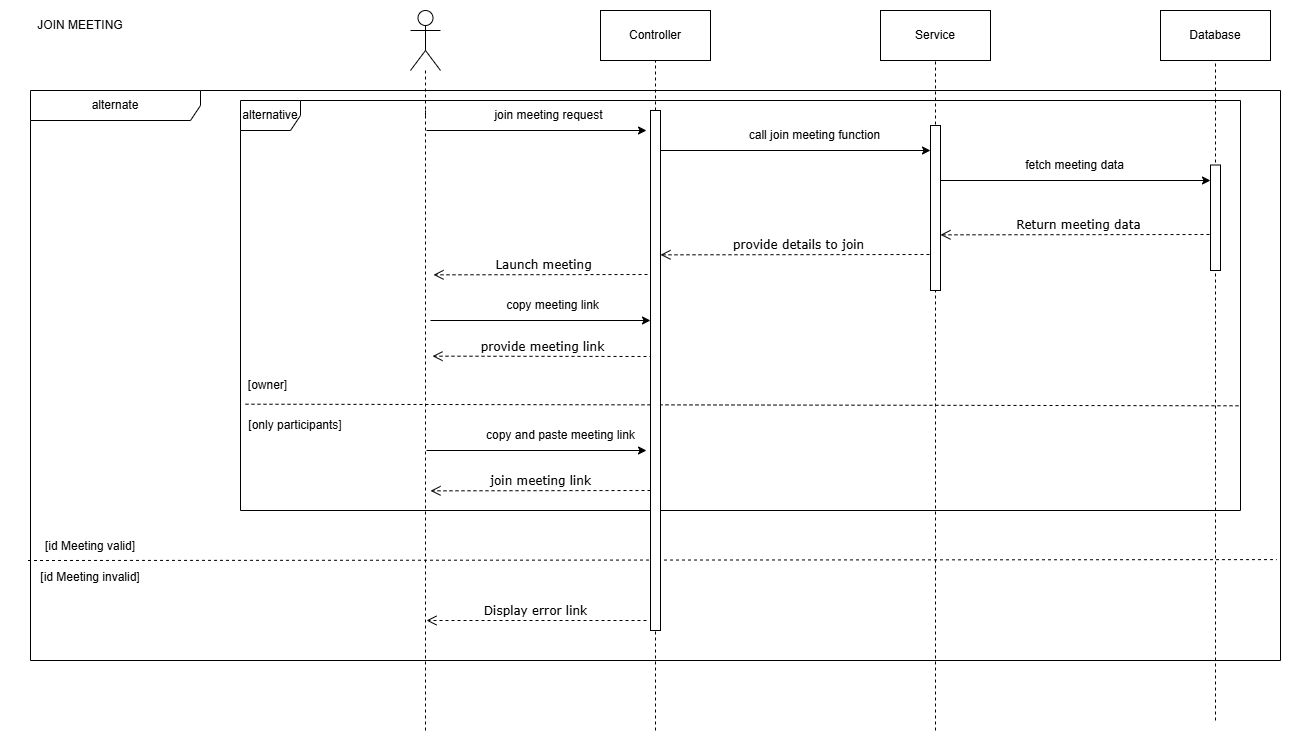 JOIN MEETING
Controller
Service
Database
alternate
alternative
join meeting request
call join meeting function
fetch meeting data
Return meeting data
provide details to join
Launch meeting
copy meeting link
provide meeting link
[owner]
[only participants]
copy and paste meeting link
join meeting link
[id Meeting valid]
[id Meeting invalid]
Display error link